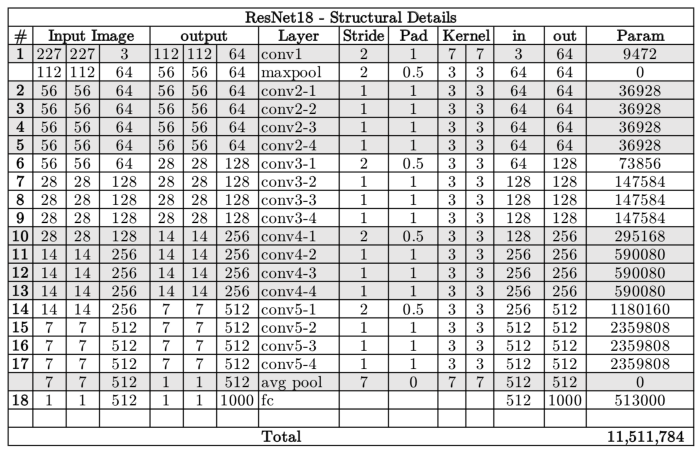 ResNet18 - Structural Details
# Input Image output Layer Stride Pad Kernel in out Param
1 227 227 3 112 112 64 conv1 2 1 7 7 3 64 9472
112 112 64 56 56 64 maxpool 2 0.5 3 3 64 64 0
2 56 56 64 56 56 64 conv2-1 1 1 3 3 64 64 36928
3 56 56 64 56 56 64 conv2-2 1 1 3 3 64 64 36928
4 56 56 64 56 56 64 conv2-3 1 1 3 3 64 64 36928
5 56 56 64 56 56 64 conv2-4 1 1 3 3 64 64 36928
6 56 56 64 28 28 128 conv3-1 2 0.5 3 3 64 128 73856
7 28 28 128 28 28 128 conv3-2 1 1 3 3 128 128 147584
8 28 28 128 28 28 128 conv3-3 1 1 3 3 128 128 147584
9 28 28 128 28 28 128 conv3-4 1 1 3 3 128 128 147584
10 28 28 128 14 14 256 conv4-1 2 0.5 3 3 128 256 295168
11 14 14 256 14 14 256 conv4-2 1 1 3 3 256 256 590080
12 14 14 256 14 14 256 conv4-3 1 1 3 3 256 256 590080
13 14 14 256 14 14 256 conv4-4 1 1 3 3 256 256 590080
14 14 14 256 7 7 512 conv5-1 2 0.5 3 3 256 512 1180160
15 7 7 512 7 7 512 conv5-2 1 1 3 3 512 512 2359808
16 7 7 512 7 7 512 conv5-3 1 1 3 3 512 512 2359808
17 7 7 512 7 7 512 conv5-4 1 1 3 3 512 512 2359808
7 7 512 1 1 512 avg pool 7 0 7 7 512 512 0
18 1 1 512 1 1 1000 fc 512 1000 513000
Total 11,511,784